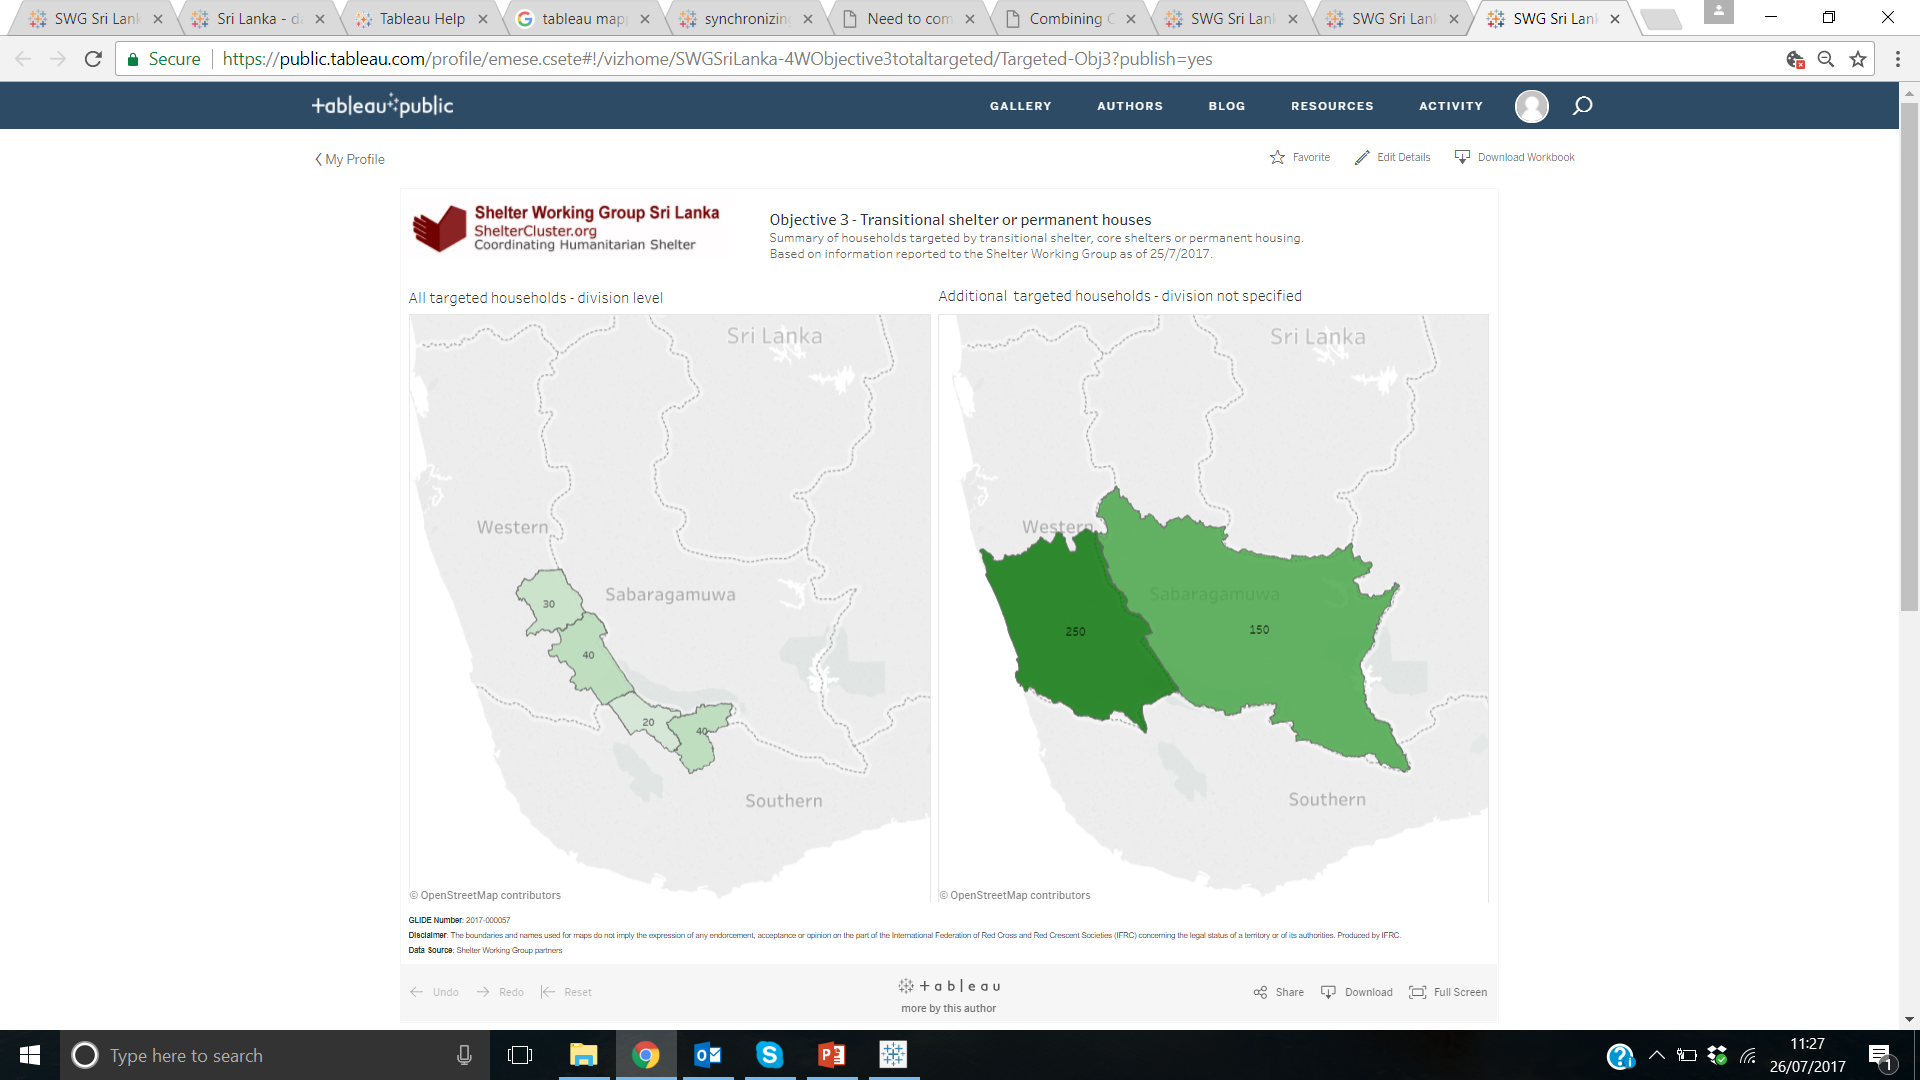 SWG Sri Lan
Sri Lanka - d
Tableau Help
tableau map
synchronizin
Need to com
Combining
SWG Sri Lan
SWG Sri Lan
SWG Sri Lan
Secure
https://public.tableau.com/profile/emese.csete#!/vizhome/SWGSriLanka-4WObjective3totaltargeted/Targeted-Obj3?publish=yes
+ableau public
GALLERY
AUTHORS
BLOG
RESOURCES
ACTIVITY
My Profile
Favorite
Edit Details
Download Workbook
Shelter Working Group Sri Lanka
ShelterCluster.org
Coordinating Humanitarian Shelter
Objective 3 - Transitional shelter or permanent houses
Summary of households targeted by transitional shelter, core shelters or permanent housing.
Based on information reported to the Shelter Working Group as of 25/7/2017.
All targeted households - division level
Sri Lanka
Western
Sabaragamuwa
30
40
20
40
Southern
© OpenStreetMap contributors
Additional targeted households - division not specified
Sri Lanka
Western
Sabaragamuwa
250
150
Southern
© OpenStreetMap contributors
GLIDE Number: 2017-000057
Disclaimer: The boundaries and names used for maps do not imply the expression of any endorsement, acceptance or opinion on the part of the International Federation of Red Cross and Red Crescent Societies (IFRC) concerning the legal status of a territory or of its authorities. Produced by IFRC.
Data Source: Shelter Working Group partners
Undo
Redo
Reset
+ableau
more by this author
Share
Download
Full Screen
Type here to search
11:27
26/07/2017
1